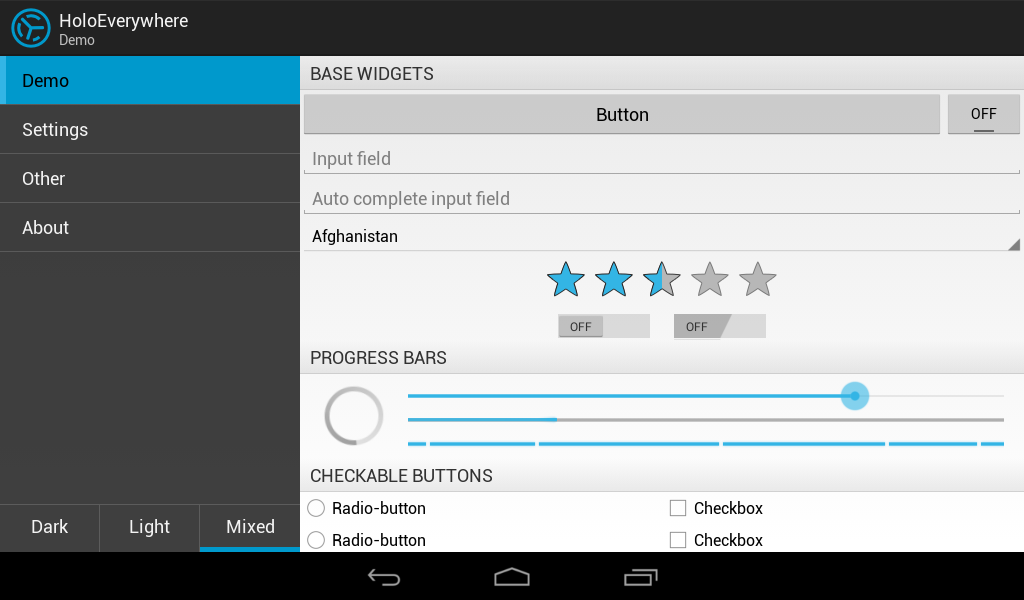 HoloEverywhere
Demo
Demo
Settings
Other
About
Dark
Light
Mixed
BASE WIDGETS
Button
OFF
Input field
Auto complete input field
Afghanistan
OFF
OFF
PROGRESS BARS
CHECKABLE BUTTONS
Radio-button
Checkbox
Radio-button
Checkbox